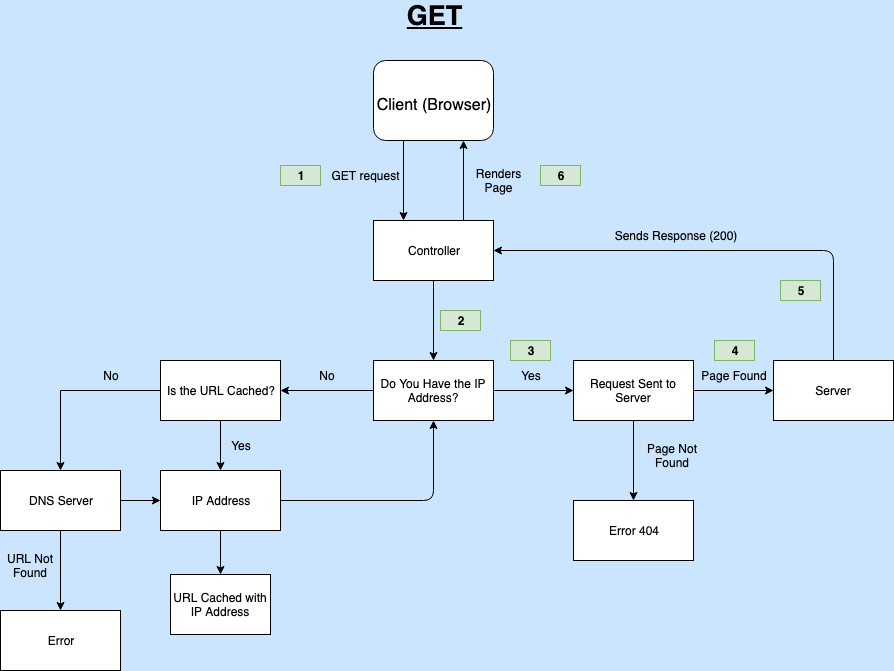 GET
Client (Browser)
1
GET request
Renders
Page
6
Controller
Sends Response (200)
2
5
3
4
No
Is the URL Cached?
No
Do You Have the IP
Address?
Yes
Request Sent to
Server
Page Found
Server
Yes
Page Not
Found
DNS Server
IP Address
Error 404
URL Not
Found
URL Cached with
IP Address
Error